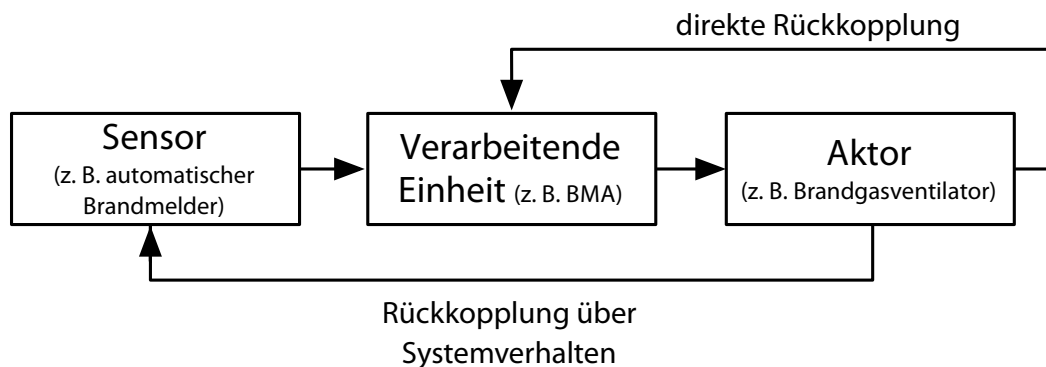 direkte Rückkopplung
Sensor
(z. B. automatischer
Brandmelder)
Verarbeitende
Einheit (z. B. BMA)
Aktor
(z. B. Brandgasventilator)
Rückkopplung über
Systemverhalten